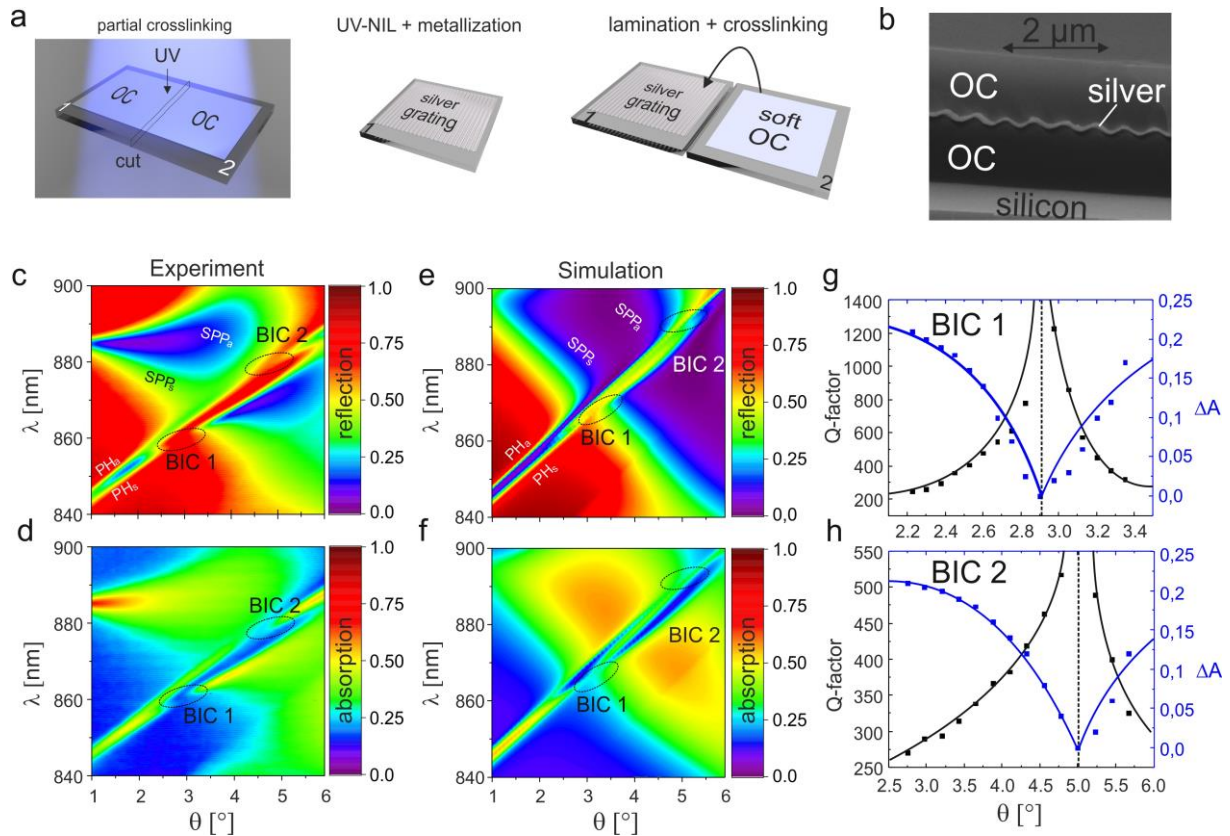 a
partial crosslinking
UV
OC
OC
1
2
cut
UV-NIL + metallization
silver
grating
1
lamination + crosslinking
silver
grating
1
soft
OC
2
b
2 µm
OC
silver
OC
silicon
Experiment
Simulation
c
900
880
860
840
λ [nm]
SPPₐ
SPPₛ
BIC 2
BIC 1
PHₐ
PHₛ
1.0
0.75
0.50
0.25
0.0
reflection
e
900
880
860
840
λ [nm]
SPPₐ
SPPₛ
BIC 2
BIC 1
PHₐ
PHₛ
1 2 3 4 5 6
1.0
0.75
0.50
0.25
0.0
reflection
d
900
880
860
840
λ [nm]
BIC 2
BIC 1
1 2 3 4 5 6
θ [°]
1.0
0.75
0.50
0.25
0.0
absorption
f
900
880
860
840
λ [nm]
BIC 2
BIC 1
1 2 3 4 5 6
θ [°]
1.0
0.75
0.50
0.25
0.0
absorption
g
BIC 1
1400
1200
1000
800
600
400
200
Q-factor
0,25
0,20
0,15
0,10
0,05
0,0
ΔA
2.2 2.4 2.6 2.8 3.0 3.2 3.4
h
BIC 2
550
500
450
400
350
300
250
Q-factor
0,25
0,20
0,15
0,10
0,05
0,0
ΔA
2.5 3.0 3.5 4.0 4.5 5.0 5.5 6.0
θ [°]